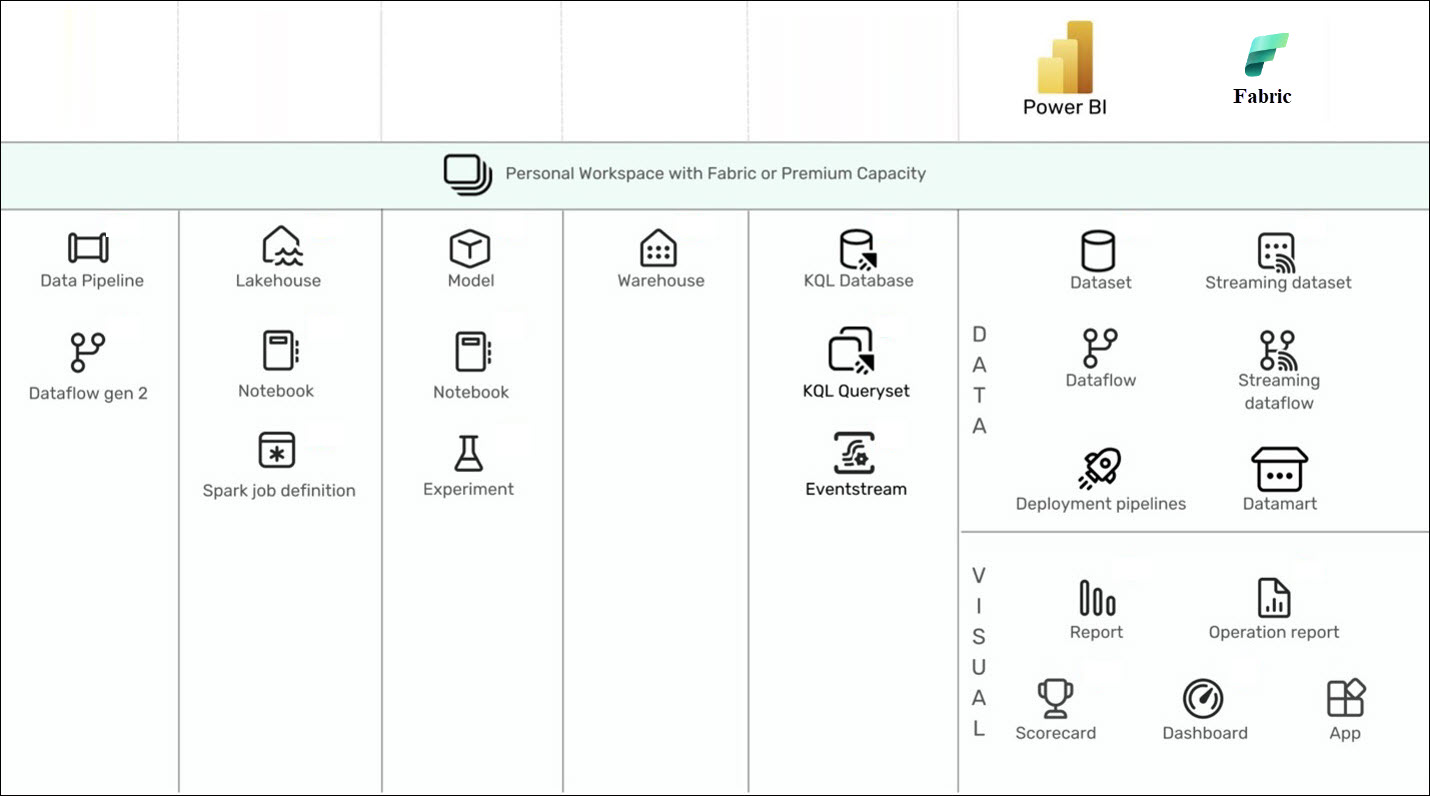 Power BI
Fabric
Personal Workspace with Fabric or Premium Capacity
Data Pipeline
Dataflow gen 2
Lakehouse
Notebook
Spark job definition
Model
Notebook
Experiment
Warehouse
KQL Database
KQL Queryset
Eventstream
DATA
Dataset
Streaming dataset
Dataflow
Streaming
dataflow
Deployment pipelines
Datamart
VISUAL
Report
Operation report
Scorecard
Dashboard
App